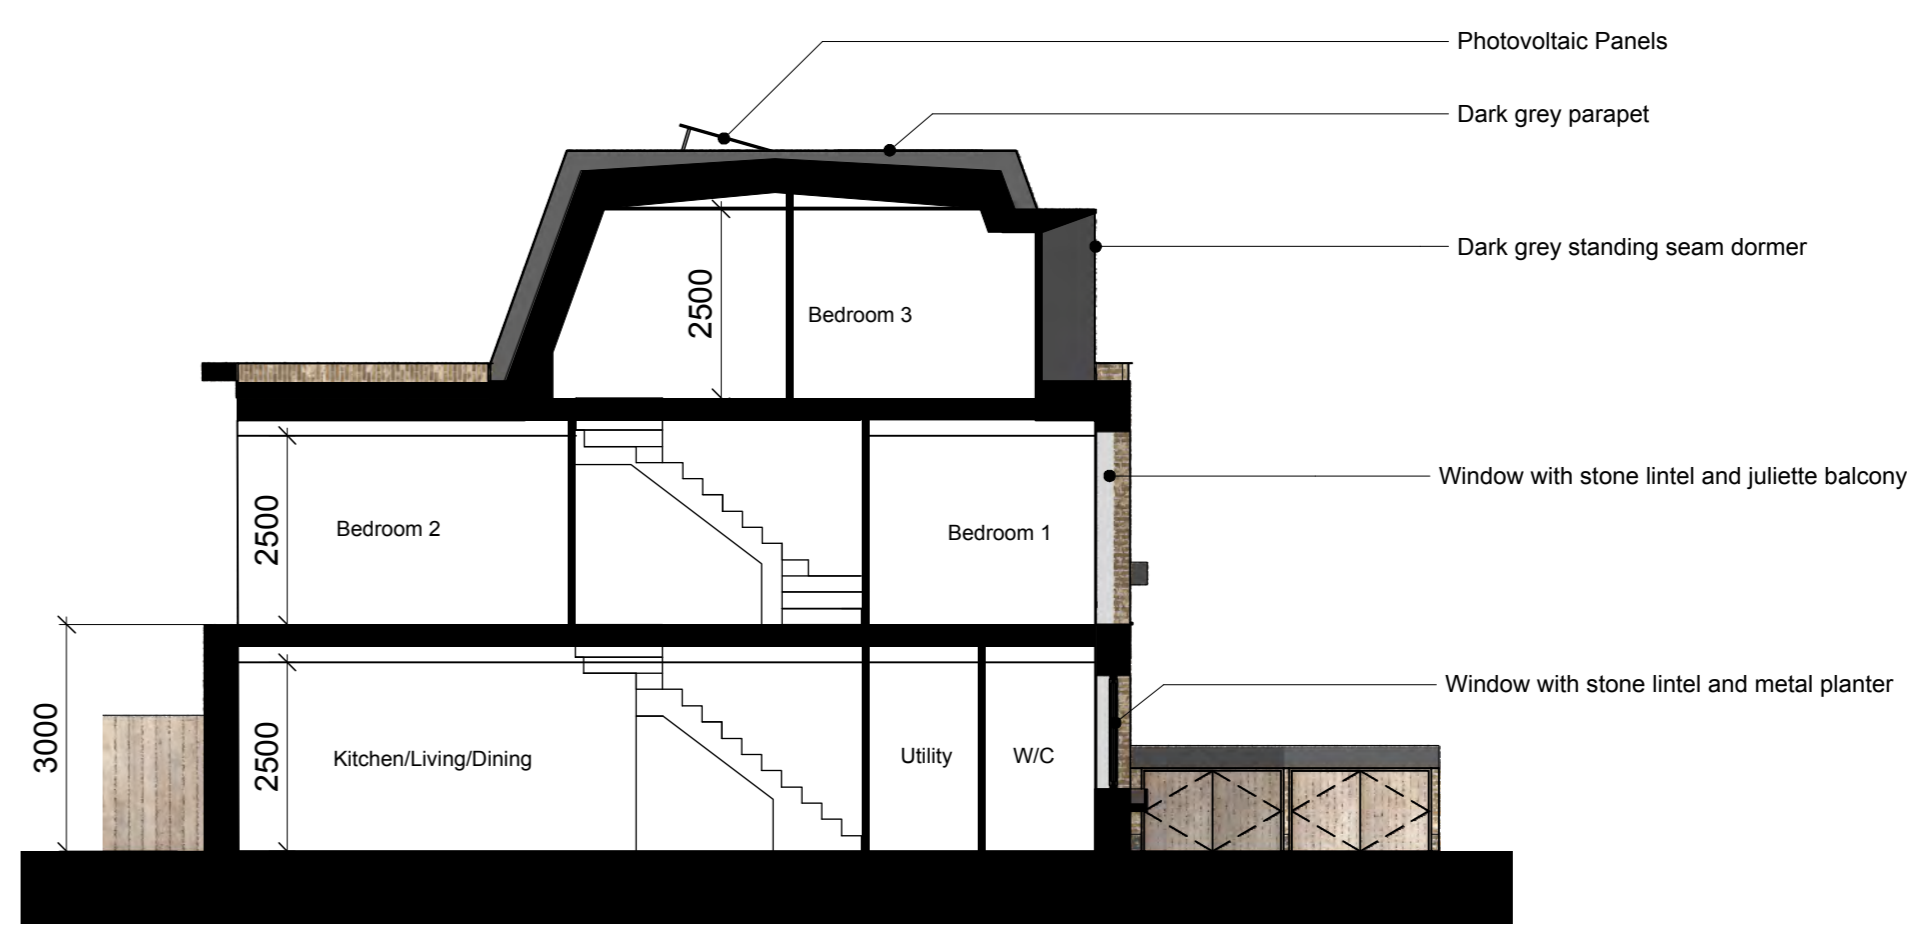 Photovoltaic Panels
Dark grey parapet
Dark grey standing seam dormer
2500
Bedroom 3
Window with stone lintel and juliette balcony
2500
Bedroom 2
Bedroom 1
Window with stone lintel and metal planter
3000
2500
Kitchen/Living/Dining
Utility
W/C